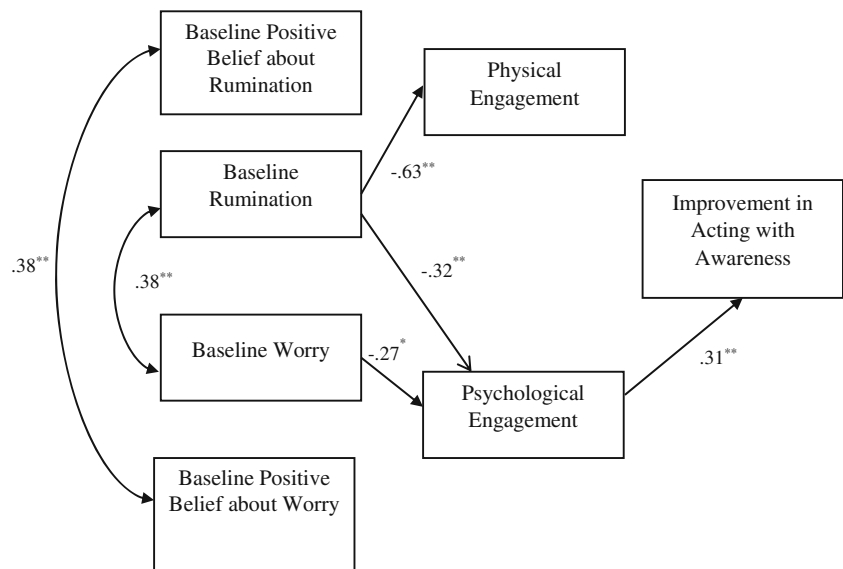 Baseline Positive
Belief about
Rumination
Physical
Engagement
Baseline
Rumination
-.63**
Improvement in
Acting with
Awareness
.38**
.38**
-.32**
Baseline Worry
-.27*
.31**
Psychological
Engagement
Baseline Positive
Belief about Worry